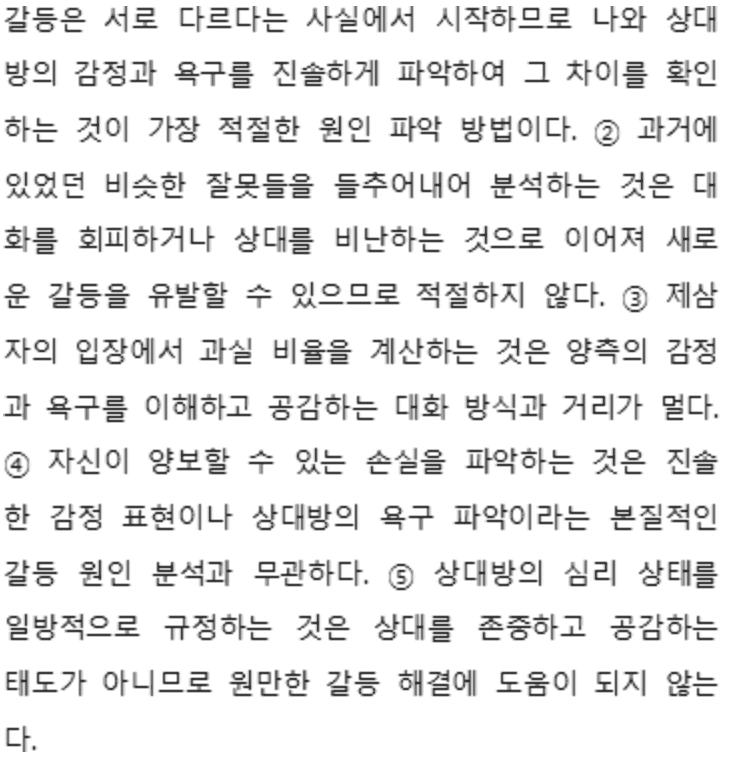 갈등은 서로 다르다는 사실에서 시작하므로 나와 상대
방의 감정과 욕구를 진솔하게 파악하여 그 차이를 확인
하는 것이 가장 적절한 원인 파악 방법이다. ② 과거에
있었던 비슷한 잘못들을 들추어내어 분석하는 것은 대
화를 회피하거나 상대를 비난하는 것으로 이어져 새로
운 갈등을 유발할 수 있으므로 적절하지 않다. ③ 제삼
자의 입장에서 과실 비율을 계산하는 것은 양측의 감정
과 욕구를 이해하고 공감하는 대화 방식과 거리가 멀다.
④ 자신이 양보할 수 있는 손실을 파악하는 것은 진솔
한 감정 표현이나 상대방의 욕구 파악이라는 본질적인
갈등 원인 분석과 무관하다. ⑤ 상대방의 심리 상태를
일방적으로 규정하는 것은 상대를 존중하고 공감하는
태도가 아니므로 원만한 갈등 해결에 도움이 되지 않는
다.